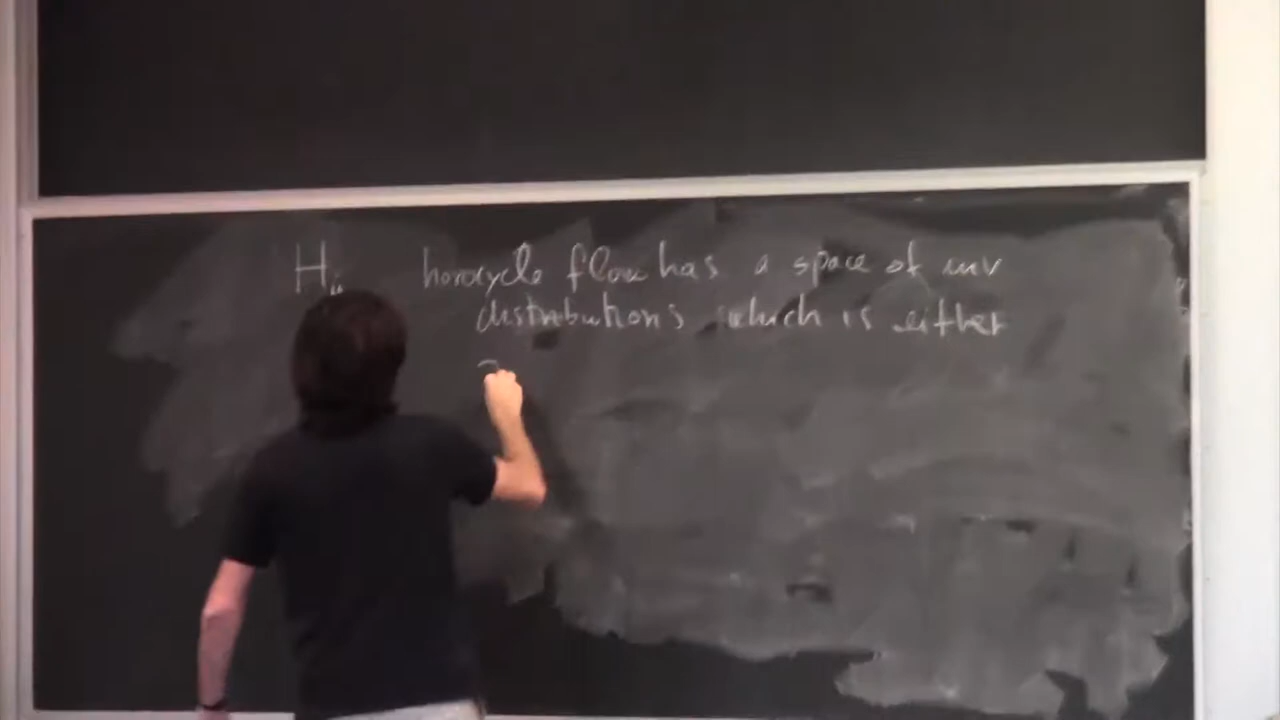 H horocycle flow has a space of inv
distributions which is either